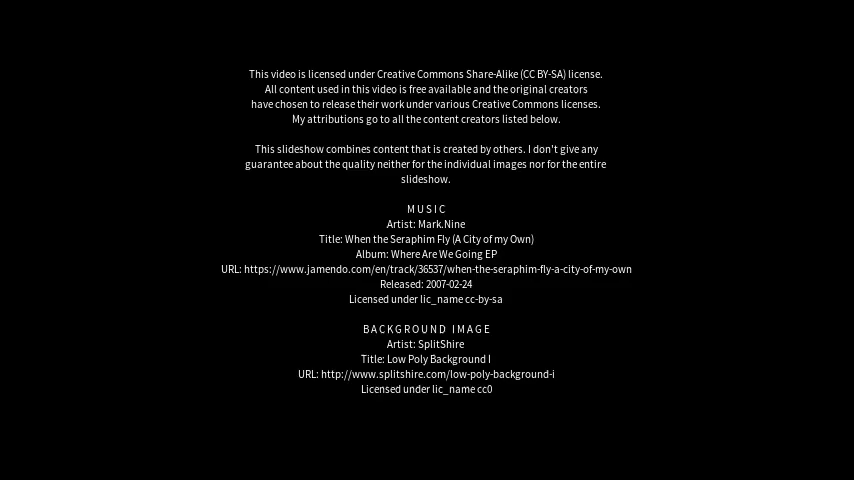 This video is licensed under Creative Commons Share-Alike (CC BY-SA) license.
All content used in this video is free available and the original creators
have chosen to release their work under various Creative Commons licenses.
My attributions go to all the content creators listed below.
This slideshow combines content that is created by others. I don't give any
guarantee about the quality neither for the individual images nor for the entire
slideshow.
MUSIC
Artist: Mark.Nine
Title: When the Seraphim Fly (A City of my Own)
Album: Where Are We Going EP
URL: https://www.jamendo.com/en/track/36537/when-the-seraphim-fly-a-city-of-my-own
Released: 2007-02-24
Licensed under lic_name cc-by-sa
BACKGROUND IMAGE
Artist: SplitShire
Title: Low Poly Background I
URL: http://www.splitshire.com/low-poly-background-i
Licensed under lic_name cc0